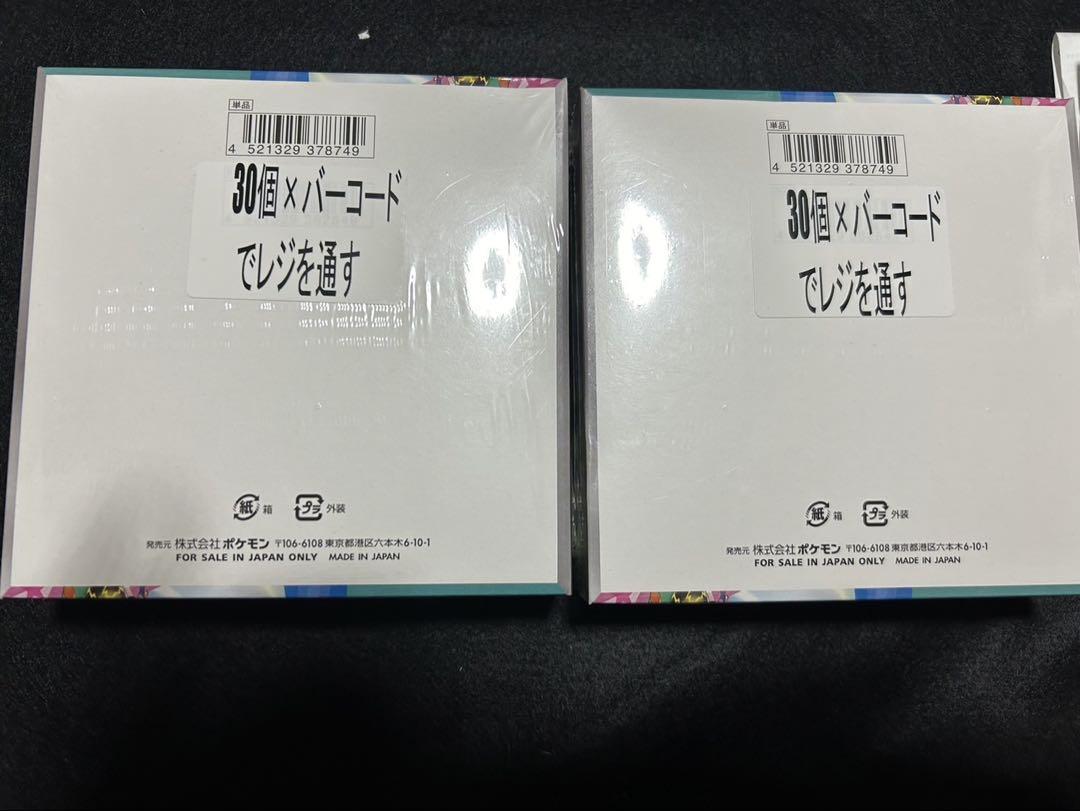 単品
4 521329 378749
30個×バーコード
でレジを通す
紙 箱 プラ 外装
発売元 株式会社ポケモン 〒106-6108 東京都港区六本木6-10-1
FOR SALE IN JAPAN ONLY MADE IN JAPAN
単品
4 521329 378749
30個×バーコード
でレジを通す
紙 箱 プラ 外装
発売元 株式会社ポケモン 〒106-6108 東京都港区六本木6-10-1
FOR SALE IN JAPAN ONLY MADE IN JAPAN